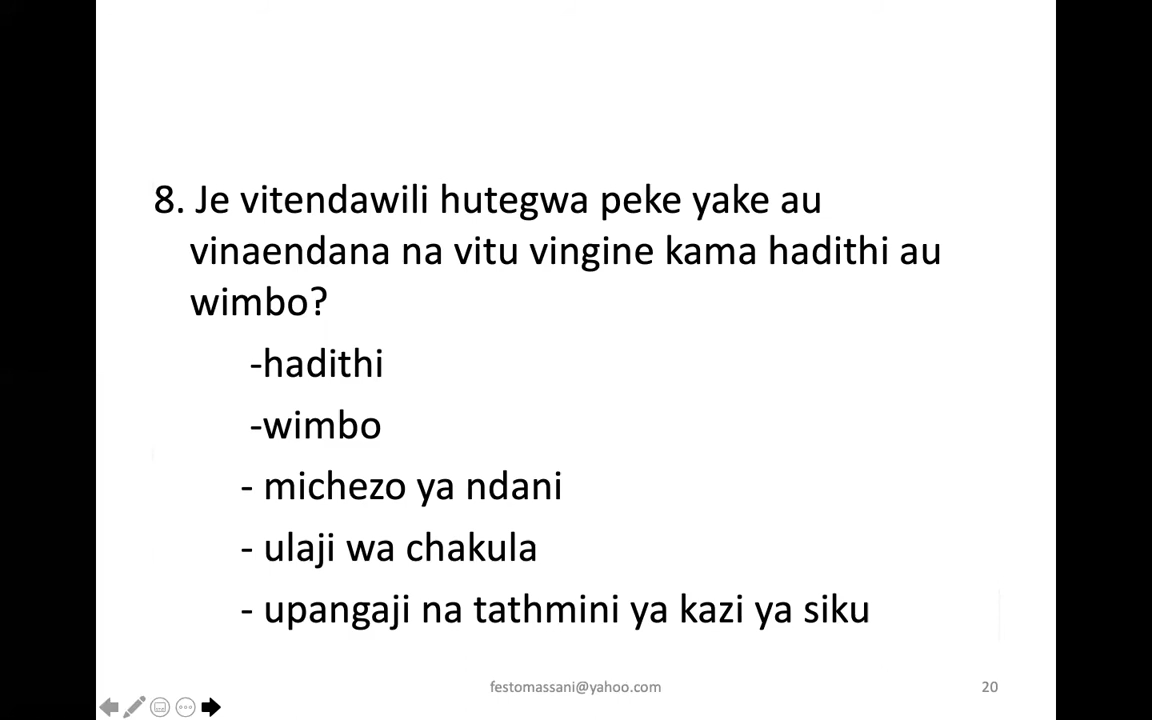 8. Je vitendawili hutegwa peke yake au
vinaendana na vitu vingine kama hadithi au
wimbo?
-hadithi
-wimbo
- michezo ya ndani
- ulaji wa chakula
- upangaji na tathmini ya kazi ya siku
festomassani@yahoo.com
20